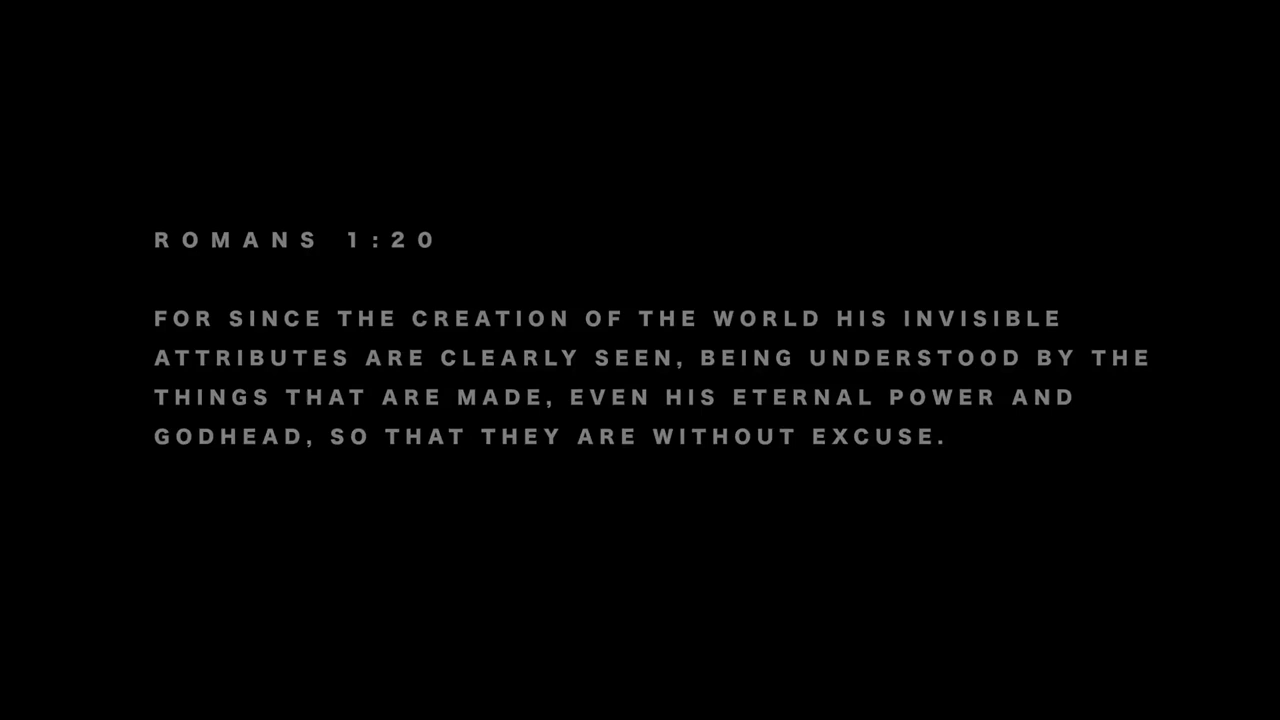 ROMANS 1:20
FOR SINCE THE CREATION OF THE WORLD HIS INVISIBLE
ATTRIBUTES ARE CLEARLY SEEN, BEING UNDERSTOOD BY THE
THINGS THAT ARE MADE, EVEN HIS ETERNAL POWER AND
GODHEAD, SO THAT THEY ARE WITHOUT EXCUSE.